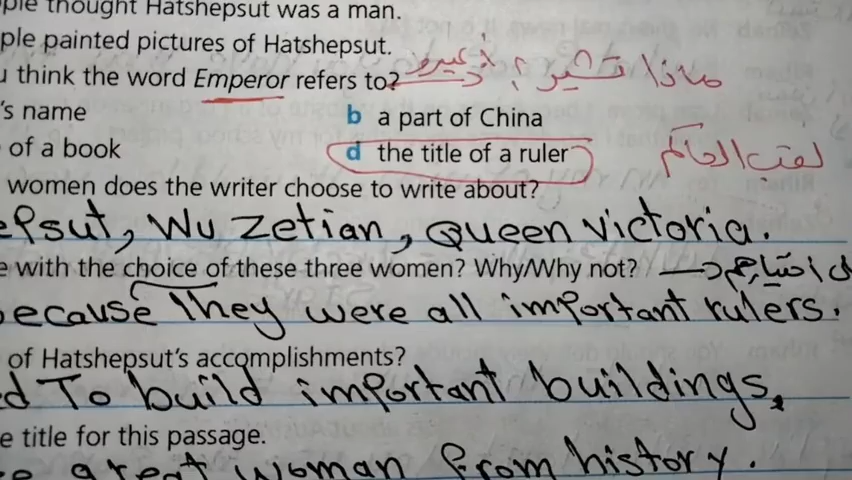 ple thought Hatshepsut was a man.
ple painted pictures of Hatshepsut.
u think the word Emperor refers to? ماذا تشير؟
's name
b a part of China
of a book
d the title of a ruler لقب الحاكم
women does the writer choose to write about?
epsut, Wu Zetian, Queen victoria.
e with the choice of these three women? Why/Why not?
because They were all important rulers.
of Hatshepsut's accomplishments?
ed To build important buildings.
e title for this passage.
great woman from history.